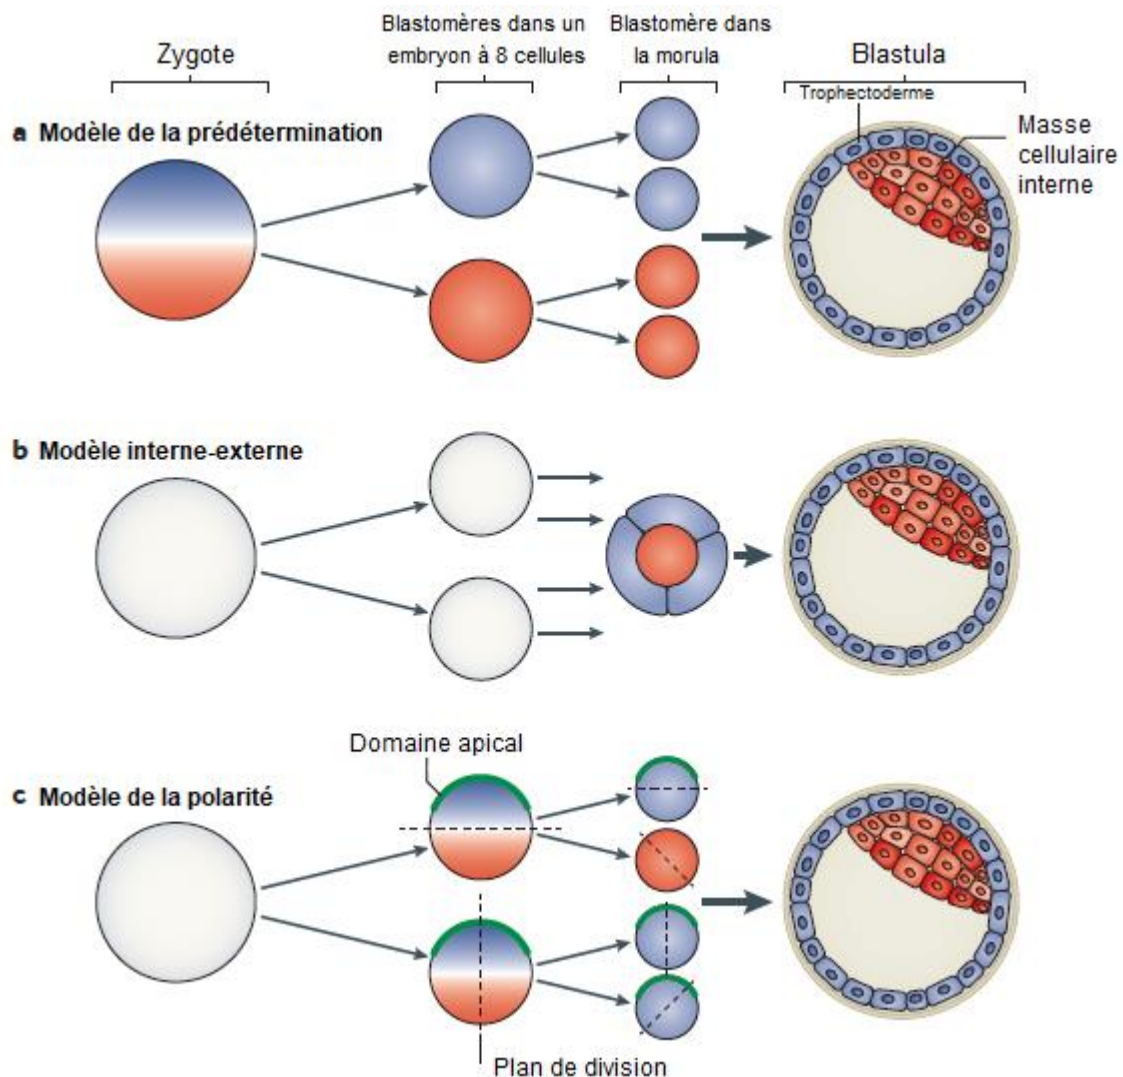 Zygote
Blastomères dans un
embryon à 8 cellules
Blastomère dans
la morula
Blastula
a Modèle de la prédétermination
Trophectoderme
Masse
cellulaire
interne
b Modèle interne-externe
Domaine apical
c Modèle de la polarité
Plan de division